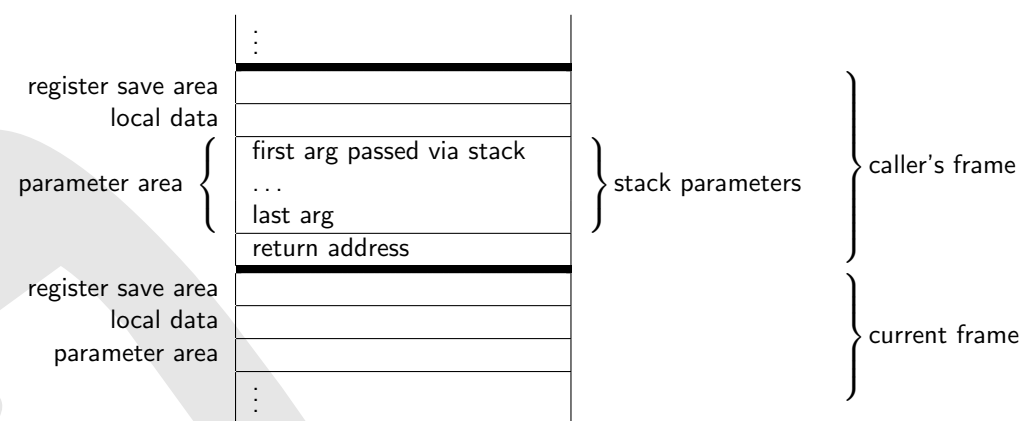 ⋮
register save area
local data
first arg passed via stack
parameter area . . . stack parameters caller's frame
last arg
return address
register save area
local data
parameter area current frame
⋮